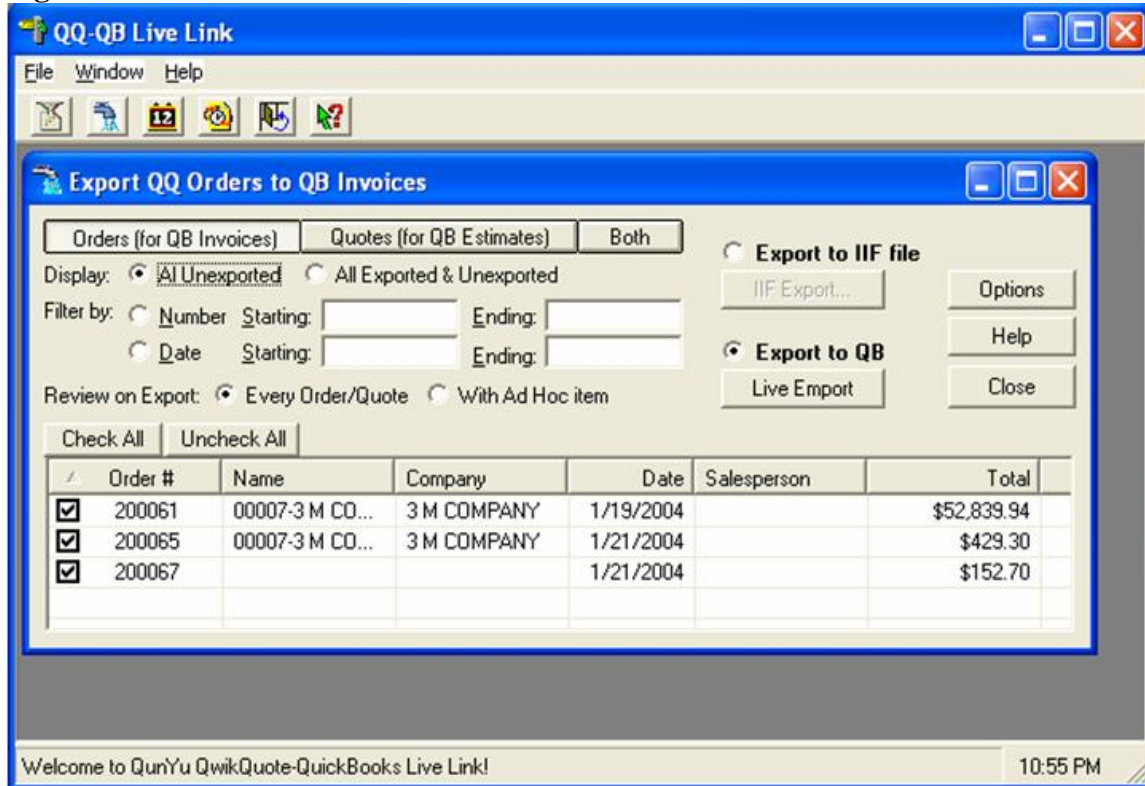 QQ-QB Live Link
File Window Help
12
Export QQ Orders to QB Invoices
Orders (for QB Invoices) Quotes (for QB Estimates) Both
Export to IIF file
Display: Al Unexported All Exported & Unexported
IIF Export... Options
Filter by: Number Starting: Ending:
Help
Date Starting: Ending:
Export to QB
Review on Export: Every Order/Quote With Ad Hoc item
Live Emport Close
Check All Uncheck All
Order # Name Company Date Salesperson Total
200061 00007-3 M CO... 3 M COMPANY 1/19/2004 $52,839.94
200065 00007-3 M CO... 3 M COMPANY 1/21/2004 $429.30
200067 1/21/2004 $152.70
Welcome to QunYu QwikQuote-QuickBooks Live Link! 10:55 PM